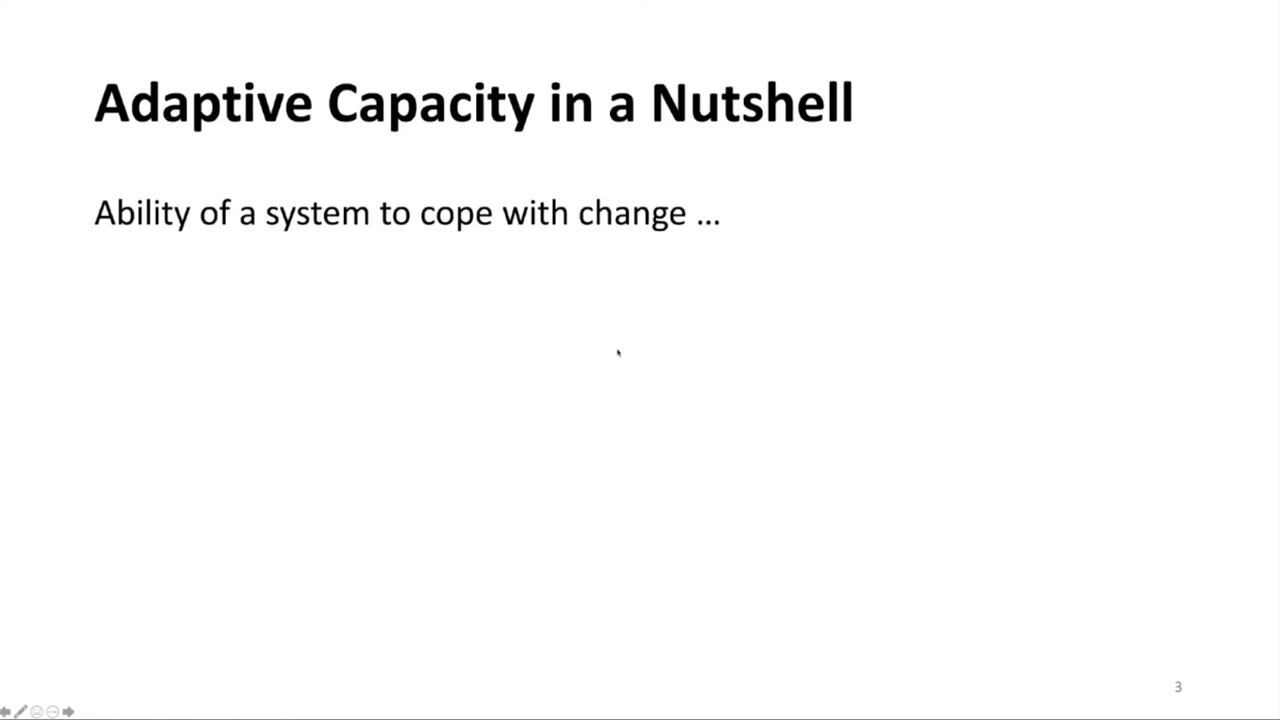 Adaptive Capacity in a Nutshell
Ability of a system to cope with change ...
3